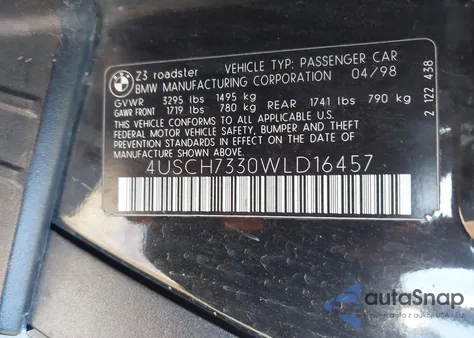 Z3 roadster VEHICLE TYP: PASSENGER CAR
BMW MANUFACTURING CORPORATION 04/98
GVWR 3295 lbs 1495 kg
GAWR FRONT 1719 lbs 780 kg REAR 1741 lbs 790 kg
THIS VEHICLE CONFORMS TO ALL APPLICABLE
FEDERAL MOTOR VEHICLE SAFETY, BUMPER AND THEFT
PREVENTION STANDARDS IN EFFECT ON THE DATE OF
MANUFACTURE SHOWN ABOVE.
4USCH7330WLD16457
2 122 438
autoSnap